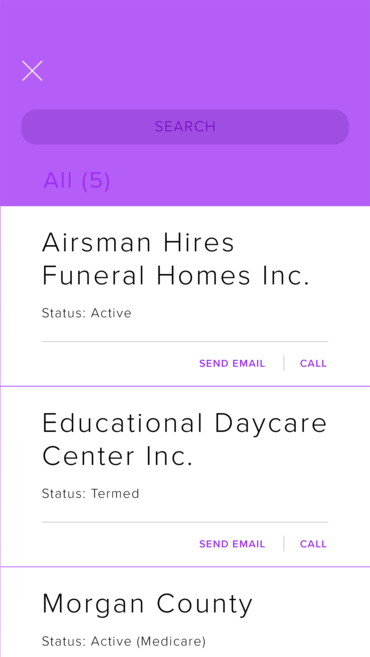 SEARCH
All (5)
Airsman Hires
Funeral Homes Inc.
Status: Active
SEND EMAIL
CALL
Educational Daycare
Center Inc.
Status: Termed
SEND EMAIL
CALL
Morgan County
Status: Active (Medicare)